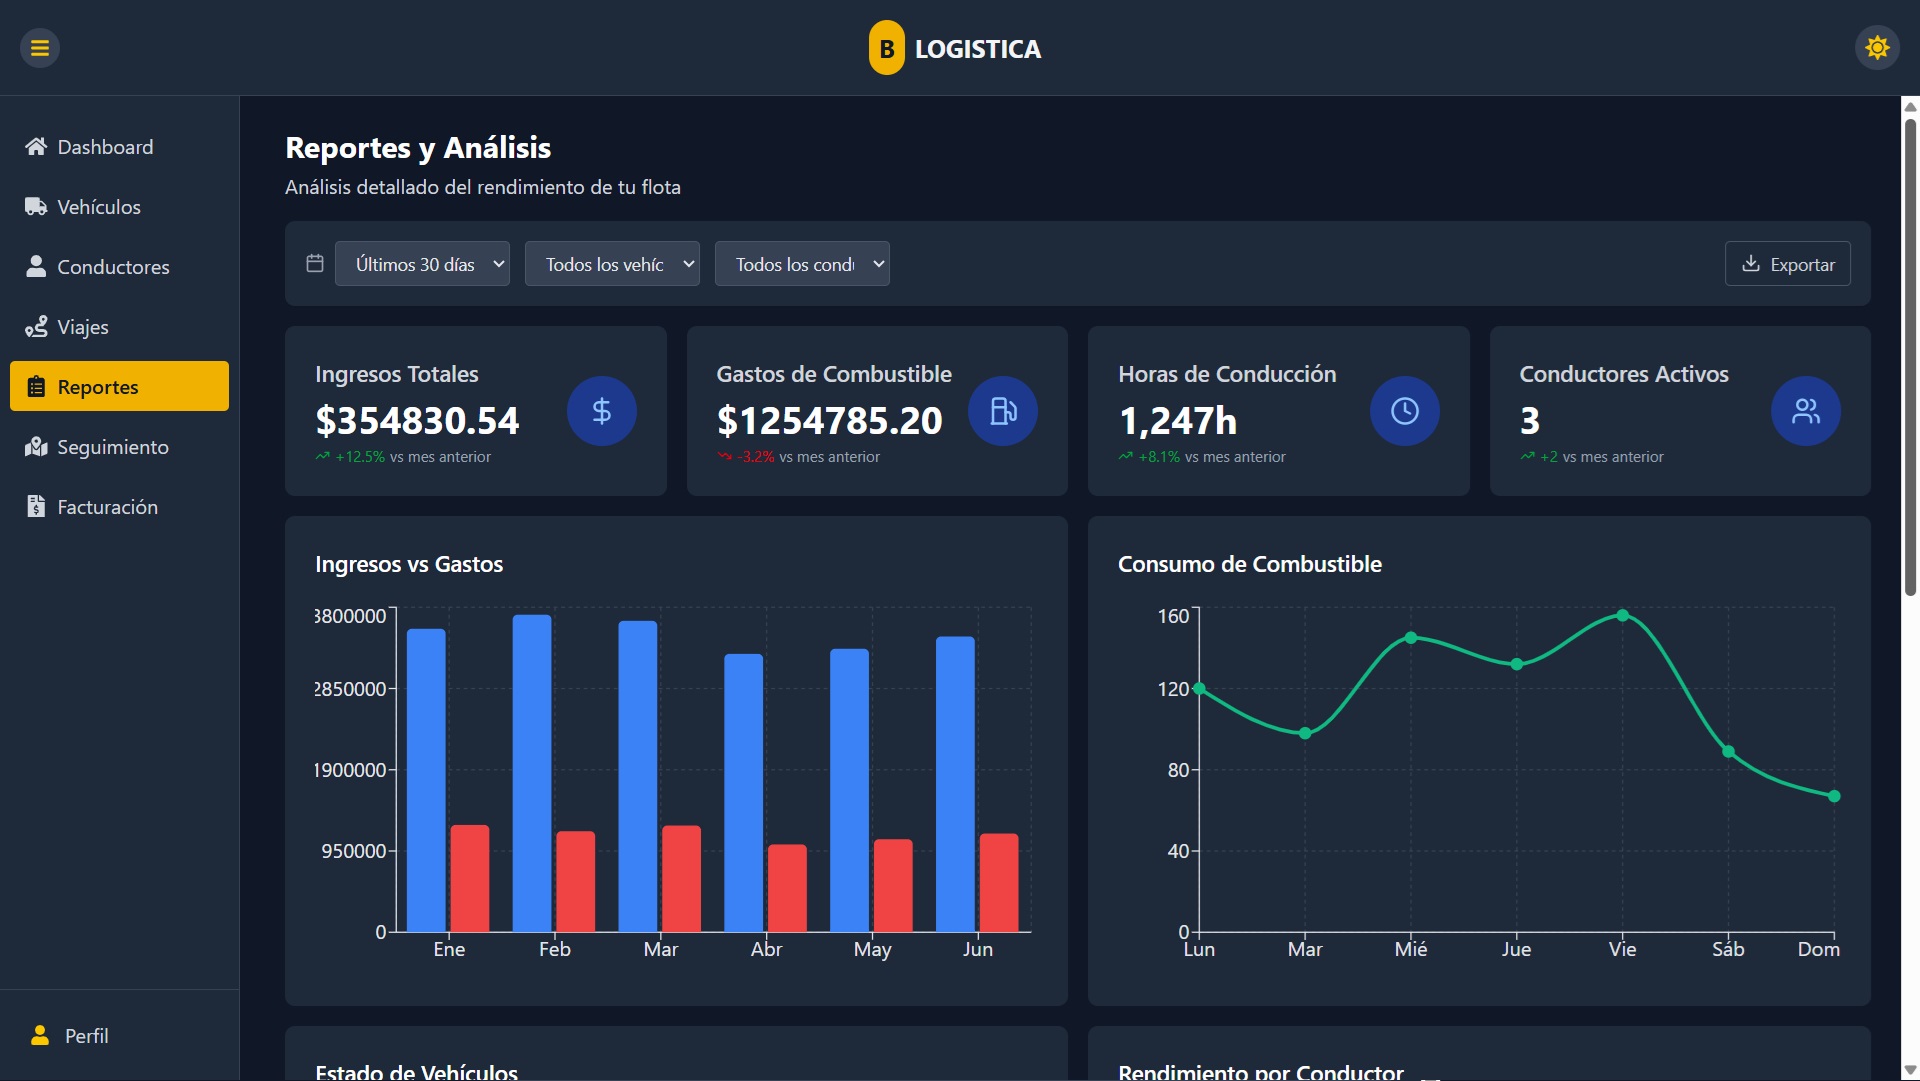 B LOGISTICA
Dashboard
Vehículos
Conductores
Viajes
Reportes
Seguimiento
Facturación
Perfil
Reportes y Análisis
Análisis detallado del rendimiento de tu flota
Últimos 30 días
Todos los vehíc
Todos los cond
Exportar
Ingresos Totales
$354830.54
+12.5% vs mes anterior
Gastos de Combustible
$1254785.20
-3.2% vs mes anterior
Horas de Conducción
1,247h
+8.1% vs mes anterior
Conductores Activos
3
+2 vs mes anterior
Ingresos vs Gastos
3800000
2850000
1900000
950000
0
Ene Feb Mar Abr May Jun
Consumo de Combustible
160
120
80
40
0
Lun Mar Mié Jue Vie Sáb Dom
Estado de Vehículos
Rendimiento por Conductor